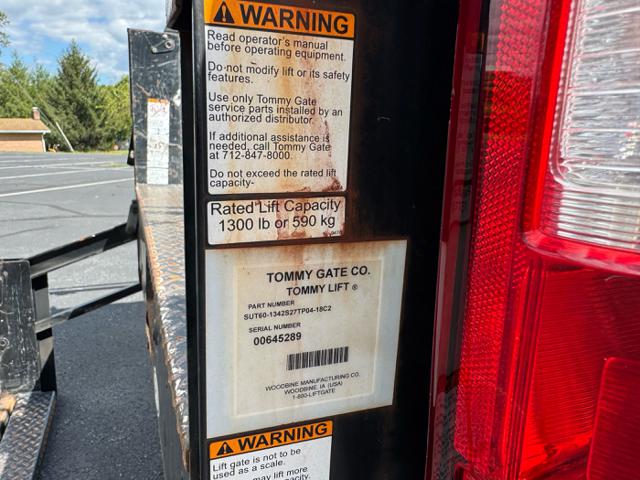 WARNING
Read operator's manual
before operating equipment.
Do not modify lift or its safety
features.
Use only Tommy Gate
service parts installed by an
authorized distributor.
If additional assistance is
needed, call Tommy Gate
at 712-847-8000.
Do not exceed the rated lift
capacity-
Rated Lift Capacity
1300 lb or 590 kg
TOMMY GATE CO.
TOMMY LIFT ®
PART NUMBER
SUT60-1342S27TP04-18C2
SERIAL NUMBER
00645289
WOODBINE MANUFACTURING CO.
WOODBINE, IA (USA)
1-800-LIFTGATE
WARNING
Lift gate is not to be
used as a scale.
may lift more
capacity